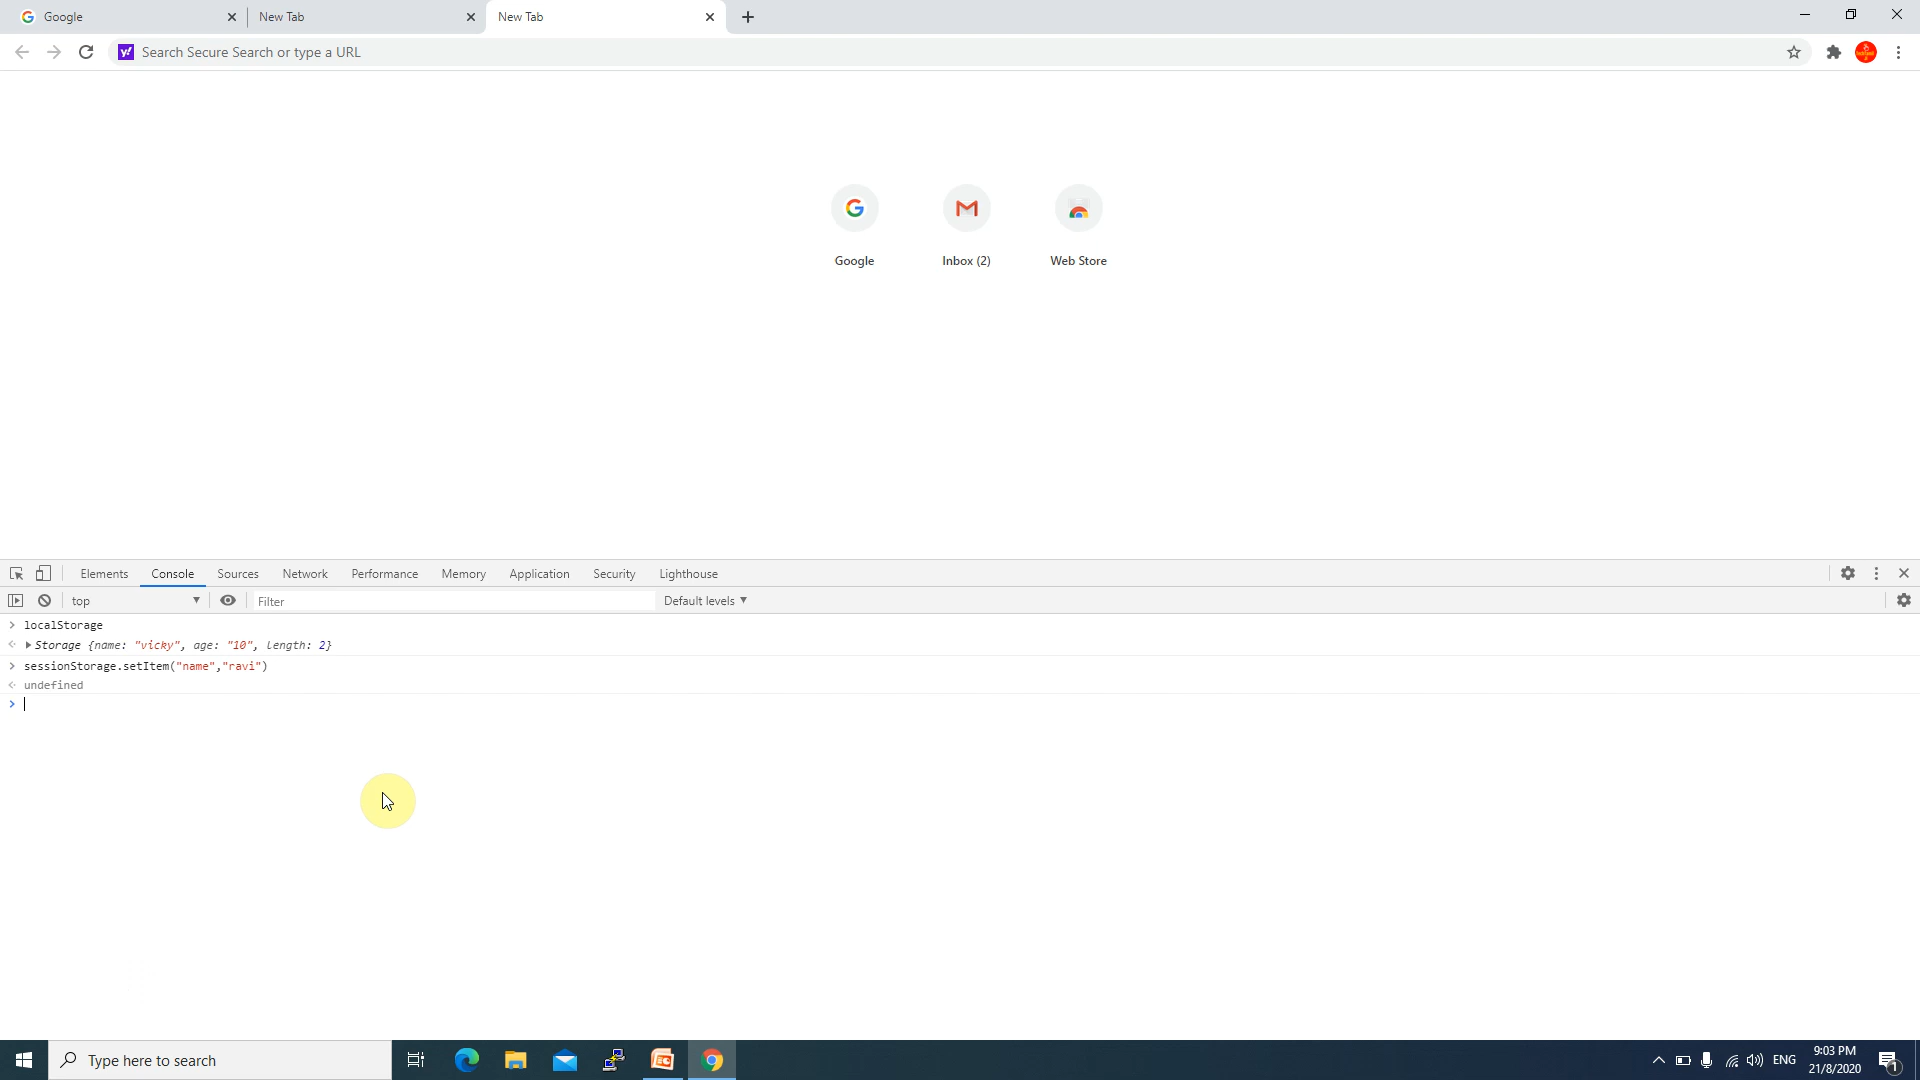 Google
New Tab
New Tab
Search Secure Search or type a URL
Google
Inbox (2)
Web Store
Elements Console Sources Network Performance Memory Application Security Lighthouse
top Filter Default levels ▼
> localStorage
Storage {name: "vicky", age: "10", length: 2}
> sessionStorage.setItem("name","ravi")
undefined
>
Type here to search
ENG
9:03 PM
21/8/2020
1